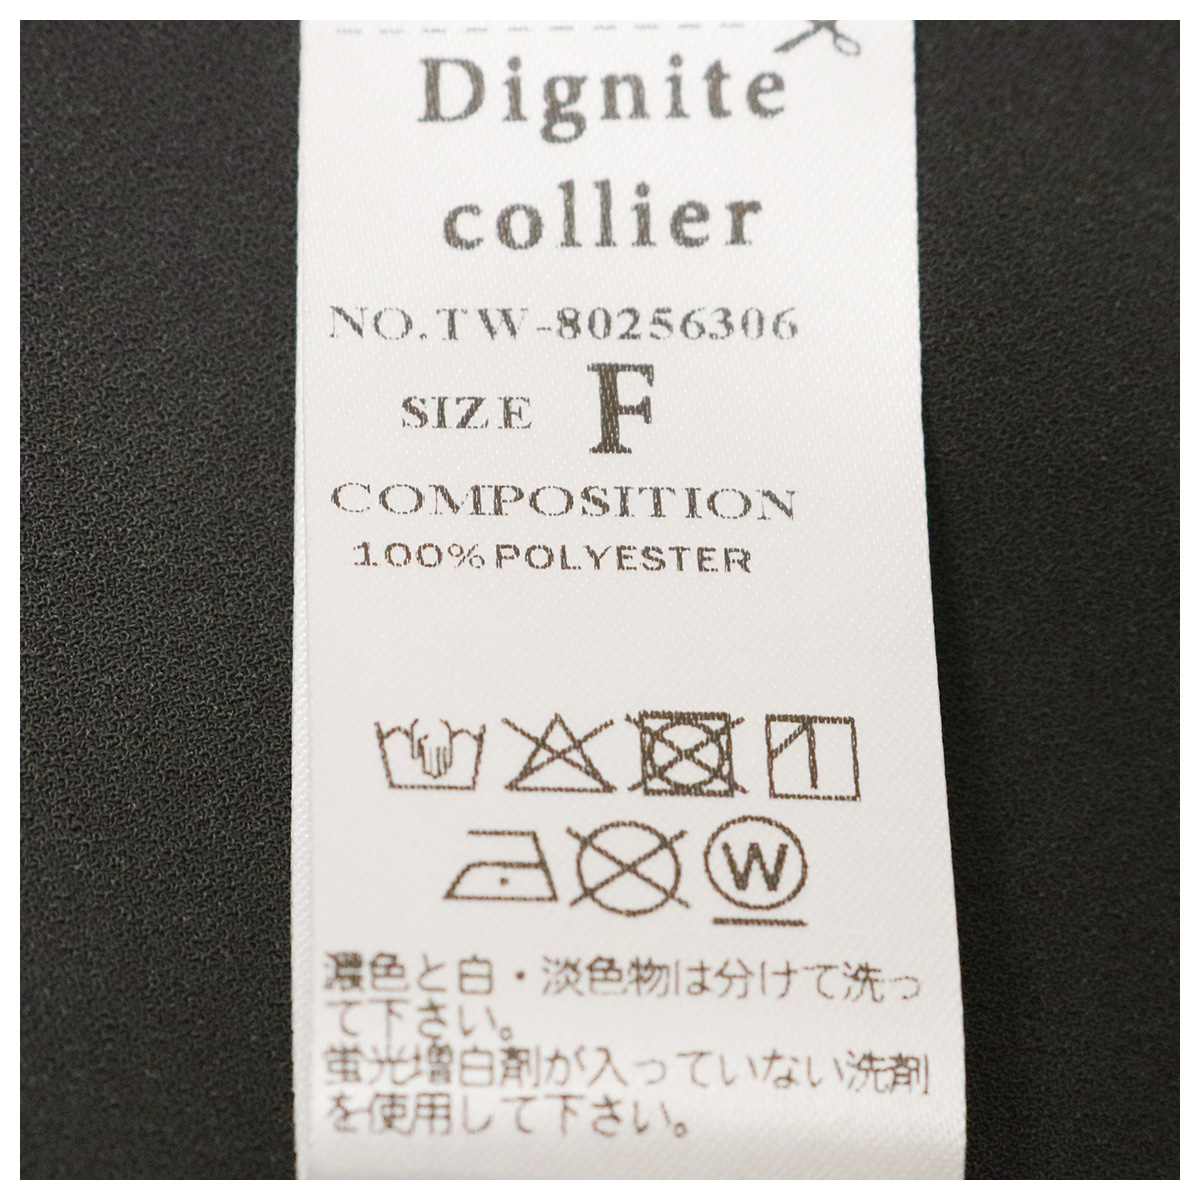 Dignite
collier
NO.TW-80256306
SIZE F
COMPOSITION
100%POLYESTER
W
濃色と白・淡色物は分けて洗っ
て下さい。
蛍光増白剤が入っていない洗剤
を使用して下さい。